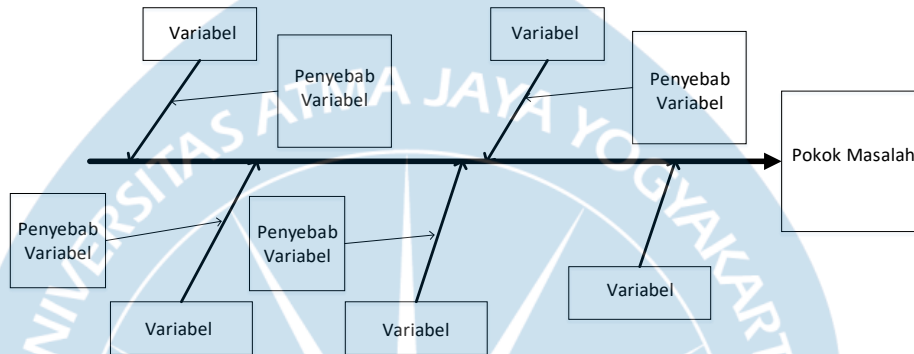 Variabel
Variabel
Penyebab
Variabel
Penyebab
Variabel
Pokok Masalah
Penyebab
Variabel
Penyebab
Variabel
Variabel
Variabel
Variabel
UNIVERSITAS ATMA JAYA YOGYAKARTA